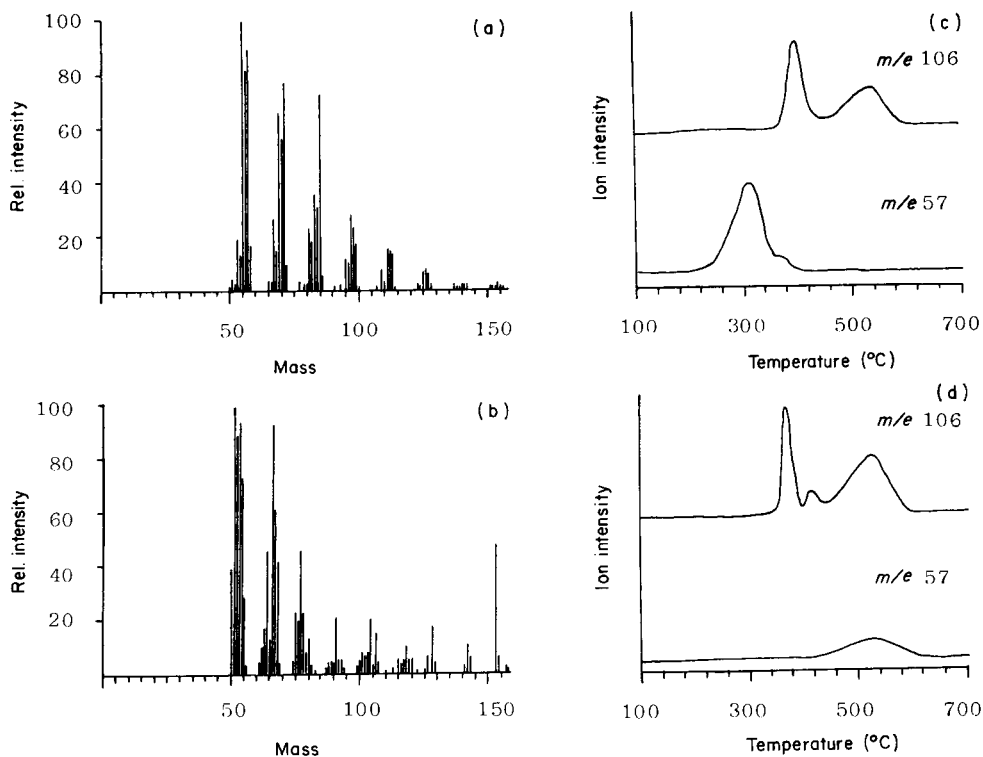 (a)
100
80
60
40
20
Rel. intensity
50
100
150
Mass
(b)
100
80
60
40
20
Rel. intensity
50
100
150
Mass
(c)
m/e 106
m/e 57
Ion intensity
100
300
500
700
Temperature (°C)
(d)
m/e 106
m/e 57
Ion intensity
100
300
500
700
Temperature (°C)